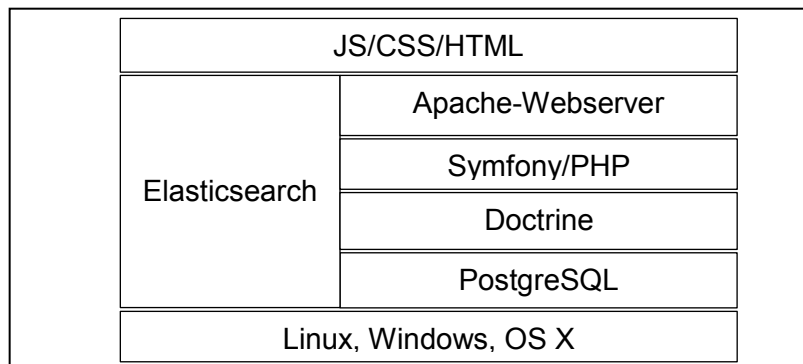 JS/CSS/HTML
Elasticsearch
Apache-Webserver
Symfony/PHP
Doctrine
PostgreSQL
Linux, Windows, OS X